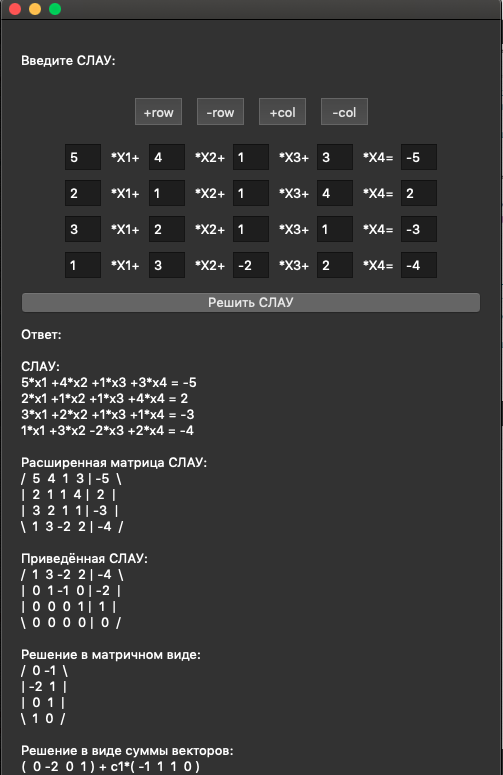 Введите СЛАУ:
+row -row +col -col
5 *X1+ 4 *X2+ 1 *X3+ 3 *X4= -5
2 *X1+ 1 *X2+ 1 *X3+ 4 *X4= 2
3 *X1+ 2 *X2+ 1 *X3+ 1 *X4= -3
1 *X1+ 3 *X2+ -2 *X3+ 2 *X4= -4
Решить СЛАУ
Ответ:
СЛАУ:
5*x1 +4*x2 +1*x3 +3*x4 = -5
2*x1 +1*x2 +1*x3 +4*x4 = 2
3*x1 +2*x2 +1*x3 +1*x4 = -3
1*x1 +3*x2 -2*x3 +2*x4 = -4
Расширенная матрица СЛАУ:
/ 5 4 1 3 | -5 \
| 2 1 1 4 | 2 |
| 3 2 1 1 | -3 |
\ 1 3 -2 2 | -4 /
Приведённая СЛАУ:
/ 1 3 -2 2 | -4 \
| 0 1 -1 0 | -2 |
| 0 0 0 1 | 1 |
\ 0 0 0 0 | 0 /
Решение в матричном виде:
/ 0 -1 \
| -2 1 |
| 0 1 |
\ 1 0 /
Решение в виде суммы векторов:
( 0 -2 0 1 ) + c1*( -1 1 1 0 )